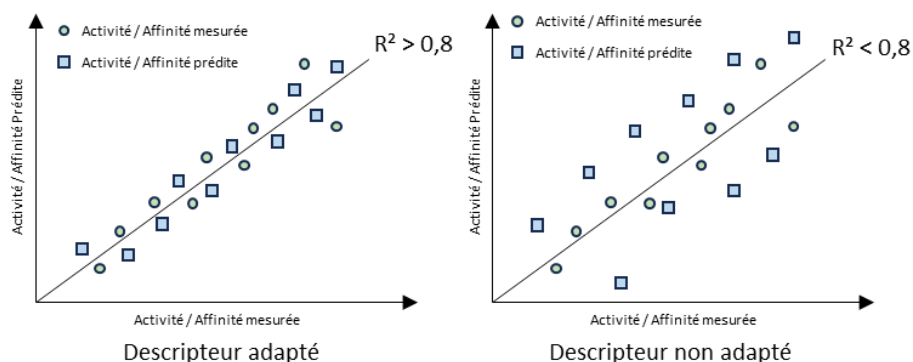 Activité / Affinité mesurée
Activité / Affinité prédite
R² > 0,8
Activité / Affinité Prédite
Activité / Affinité mesurée
Descripteur adapté
Activité / Affinité mesurée
Activité / Affinité prédite
R² < 0,8
Activité / Affinité Prédite
Activité / Affinité mesurée
Descripteur non adapté